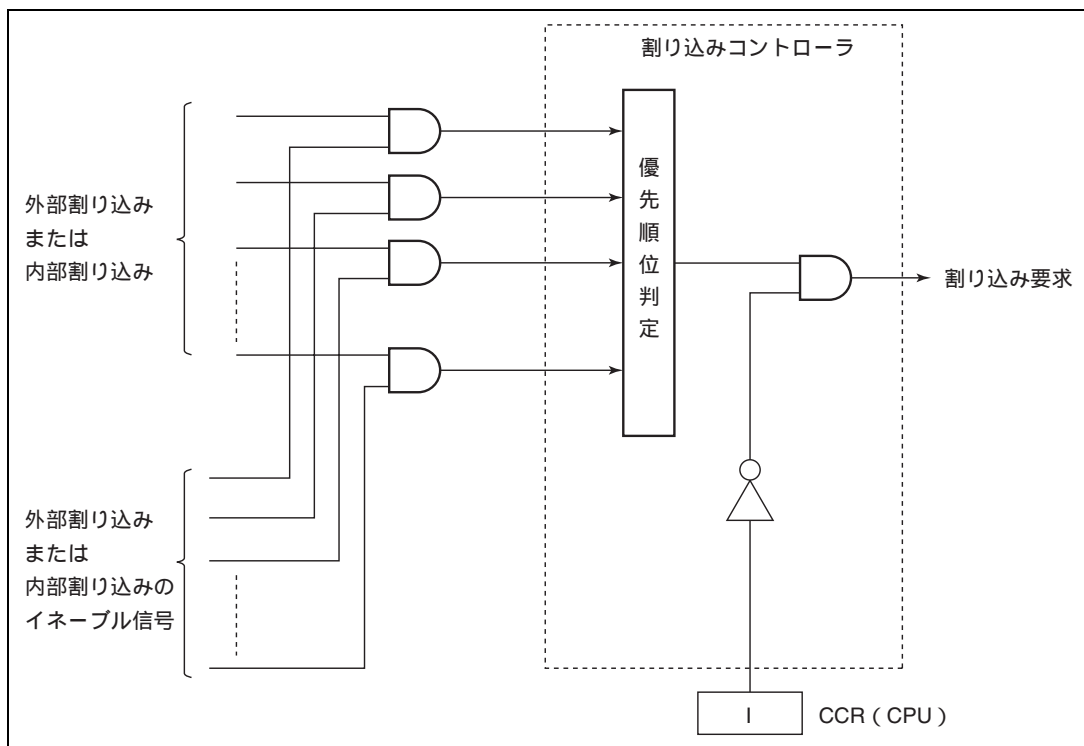 割り込みコントローラ
外部割り込み
または
内部割り込み
優先順位判定
割り込み要求
外部割り込み
または
内部割り込みの
イネーブル信号
I
CCR（CPU）